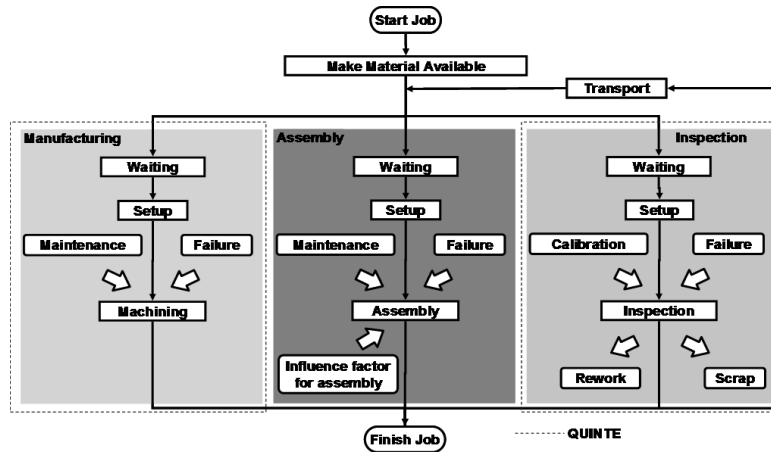 Start Job
Make Material Available
Transport
Manufacturing
Assembly
Inspection
Waiting
Waiting
Waiting
Setup
Setup
Setup
Maintenance
Failure
Maintenance
Failure
Calibration
Failure
Machining
Assembly
Inspection
Influence factor
for assembly
Rework
Scrap
Finish Job
QUINTE